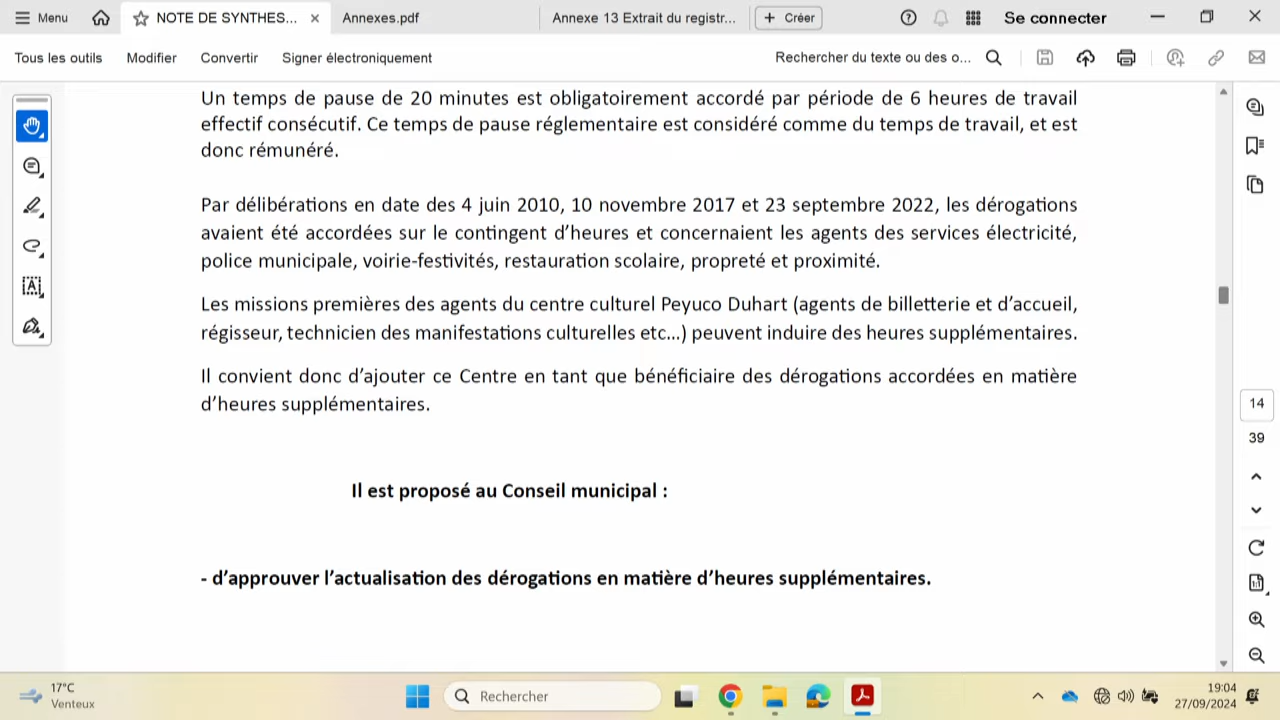 Menu
NOTE DE SYNTHES...
Annexes.pdf
Annexe 13 Extrait du registr...
Créer
Se connecter
Tous les outils
Modifier
Convertir
Signer électroniquement
Rechercher du texte ou des o...
Un temps de pause de 20 minutes est obligatoirement accordé par période de 6 heures de travail
effectif consécutif. Ce temps de pause réglementaire est considéré comme du temps de travail, et est
donc rémunéré.
Par délibérations en date des 4 juin 2010, 10 novembre 2017 et 23 septembre 2022, les dérogations
avaient été accordées sur le contingent d’heures et concernaient les agents des services électricité,
police municipale, voirie-festivités, restauration scolaire, propreté et proximité.
Les missions premières des agents du centre culturel Peyuco Duhart (agents de billetterie et d’accueil,
régisseur, technicien des manifestations culturelles etc...) peuvent induire des heures supplémentaires.
Il convient donc d’ajouter ce Centre en tant que bénéficiaire des dérogations accordées en matière
d’heures supplémentaires.
Il est proposé au Conseil municipal :
- d’approuver l’actualisation des dérogations en matière d’heures supplémentaires.
14
39
1:1
17°C
Venteux
Rechercher
19:04
27/09/2024